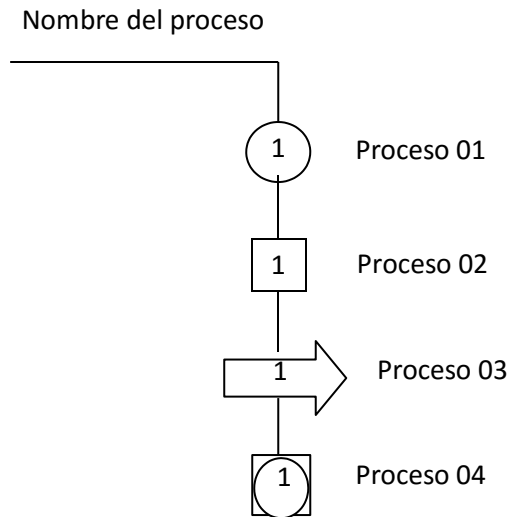 Nombre del proceso
1 Proceso 01
1 Proceso 02
1 Proceso 03
1 Proceso 04